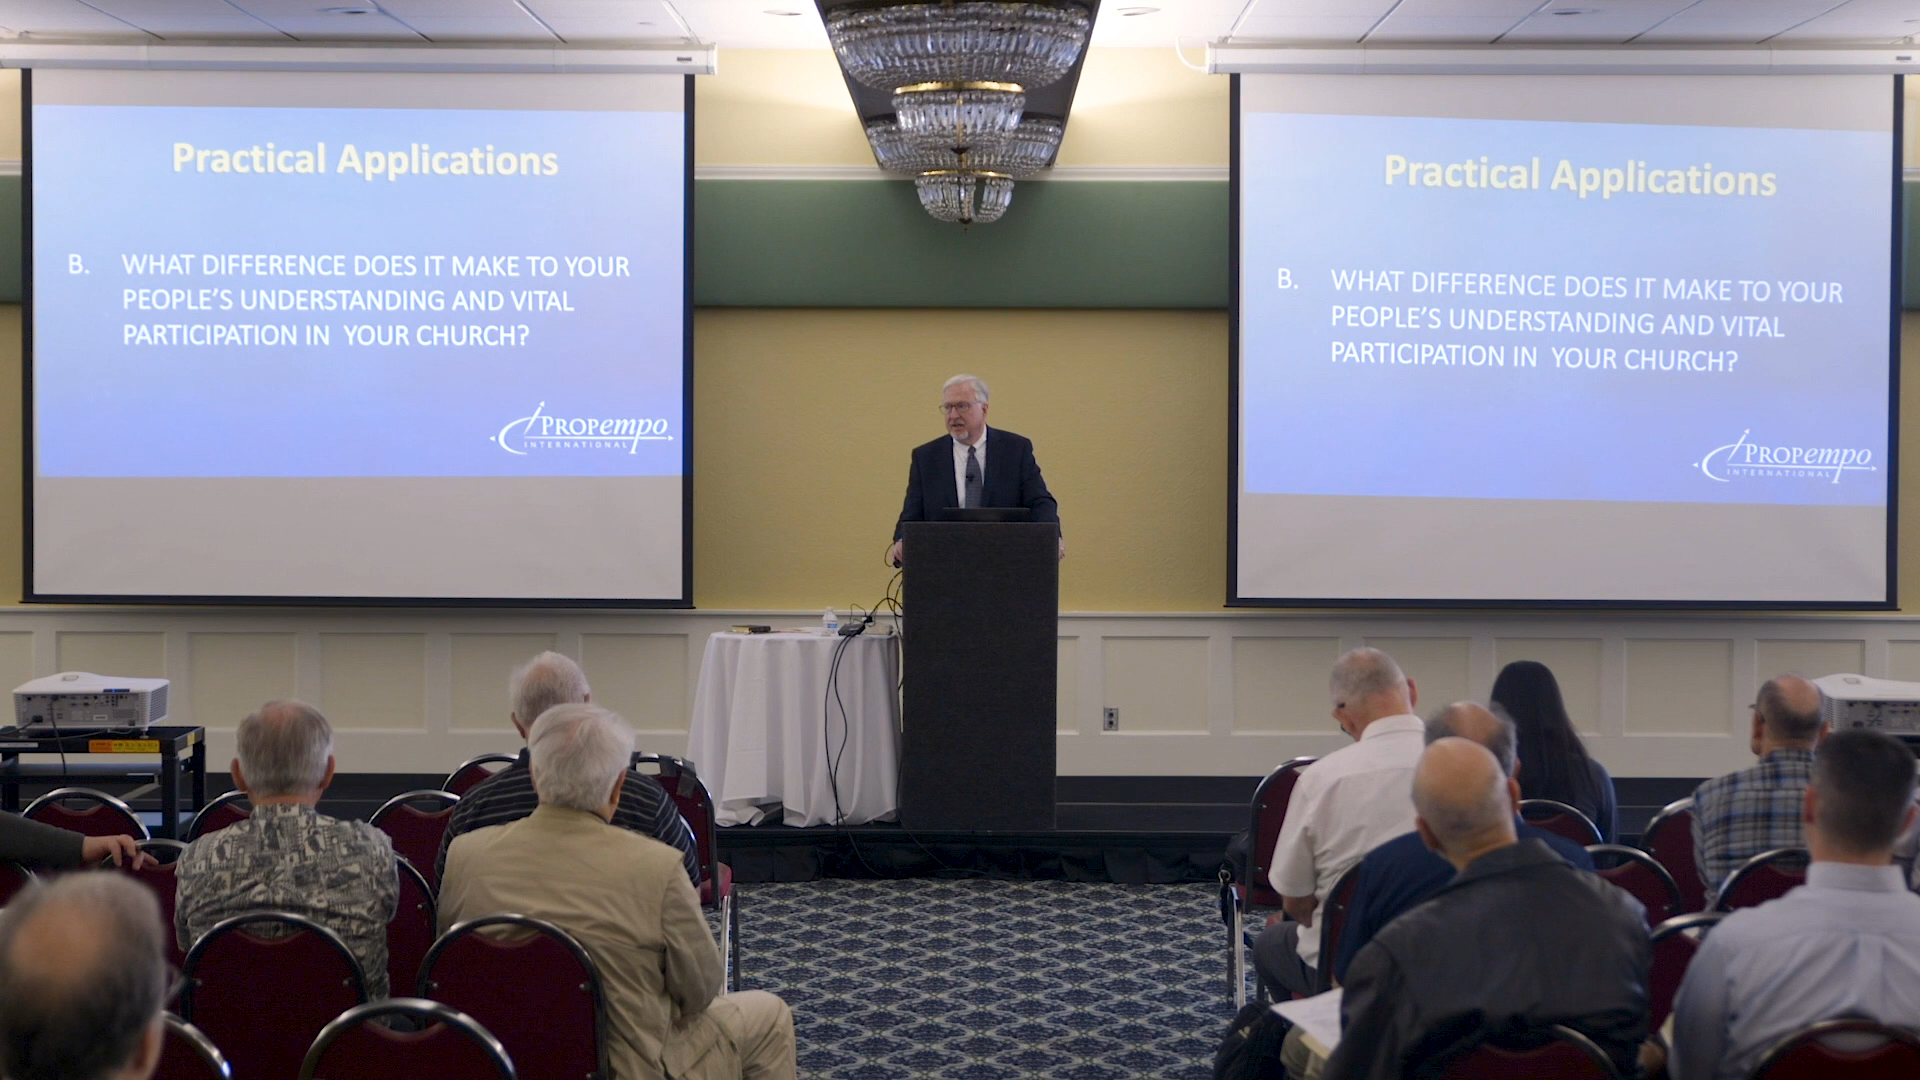 Practical Applications
B. WHAT DIFFERENCE DOES IT MAKE TO YOUR
PEOPLE'S UNDERSTANDING AND VITAL
PARTICIPATION IN YOUR CHURCH?
PROPempo
INTERNATIONAL
Practical Applications
B. WHAT DIFFERENCE DOES IT MAKE TO YOUR
PEOPLE'S UNDERSTANDING AND VITAL
PARTICIPATION IN YOUR CHURCH?
PROPempo
INTERNATIONAL